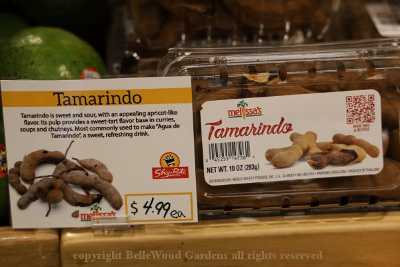 Tamarindo
Tamarindo is sweet and sour, with an appealing apricot-like
flavor. Its pulp provides a sweet-tart flavor base in curries,
soups and chutneys. Most commonly used to make "Agua de
Tamarindo", a sweet, refreshing drink.
ShopRite
melissa's
$4.99 ea
melissa's
Tamarindo
NET WT. 10 OZ (283g)
copyright BelleWood Gardens all rights reserved